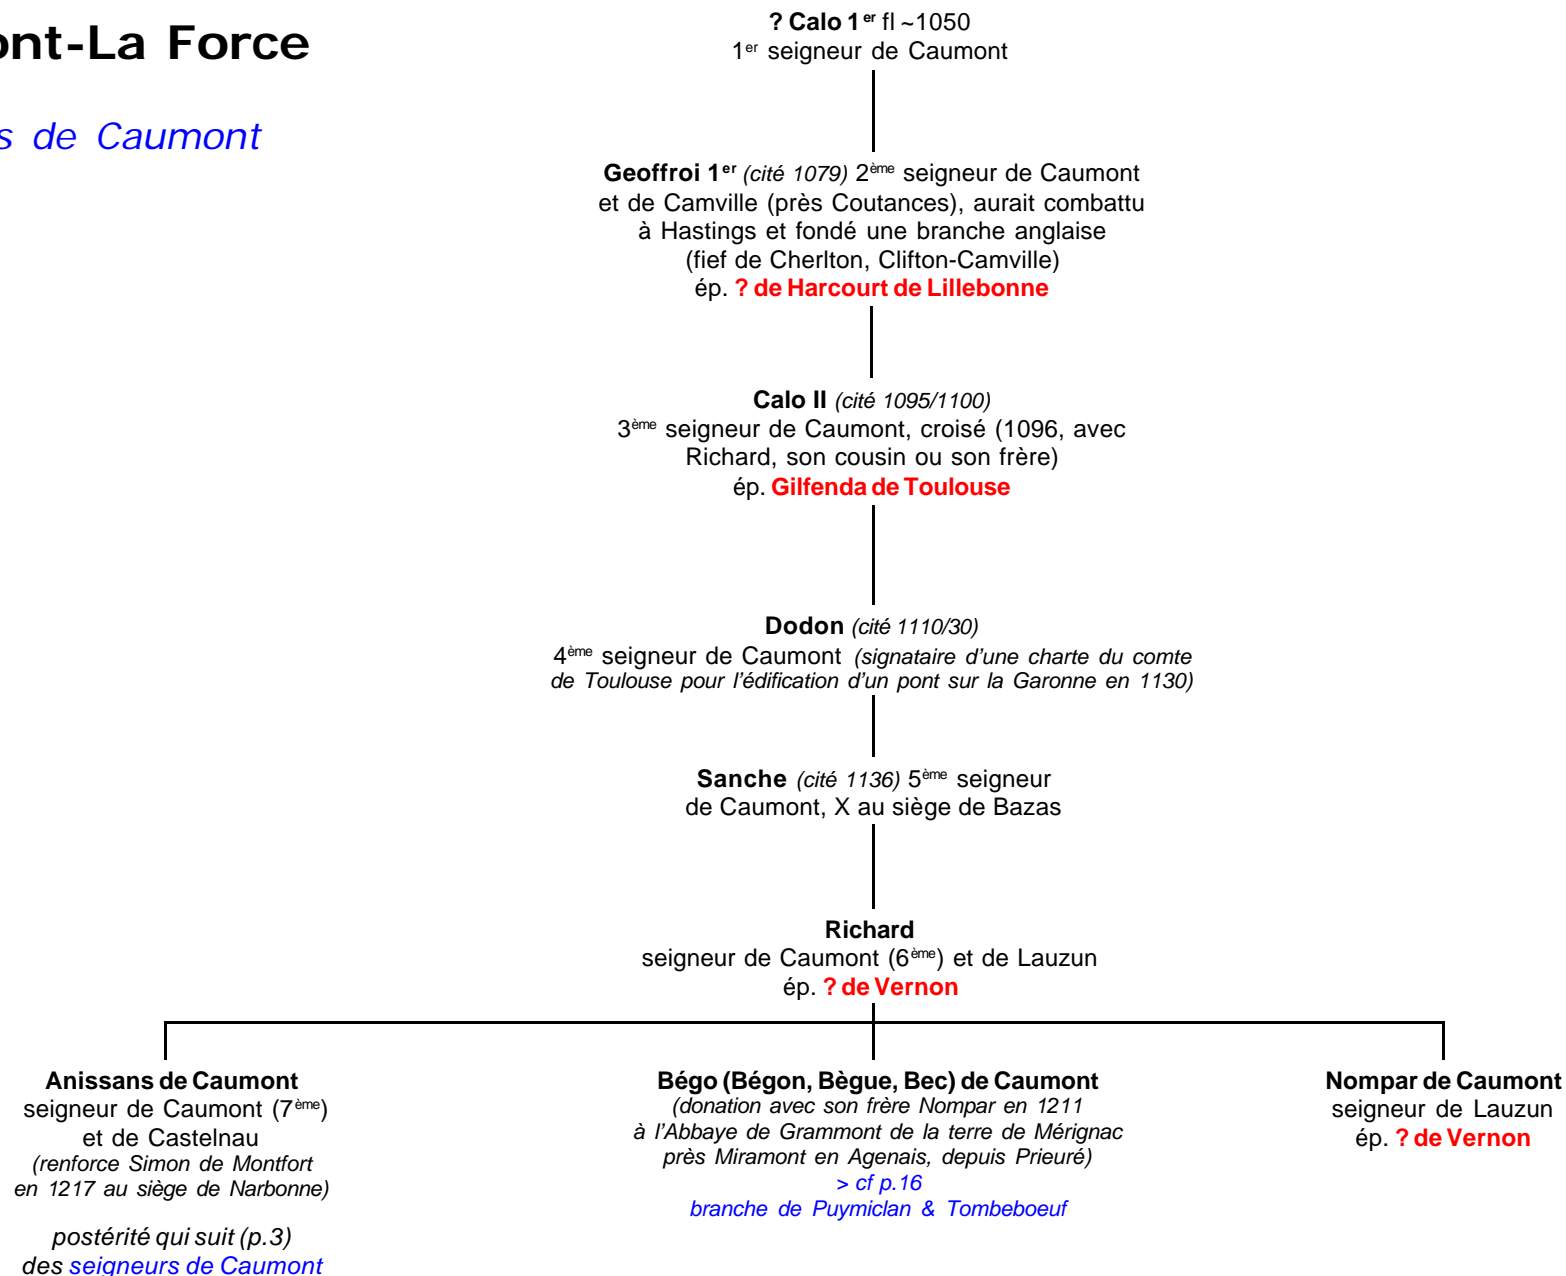 ont-La Force
s de Caumont
? Calo 1er fl ~1050
1er seigneur de Caumont
Geoffroi 1er (cité 1079) 2ème seigneur de Caumont
et de Camville (près Coutances), aurait combattu
à Hastings et fondé une branche anglaise
(fief de Cherlton, Clifton-Camville)
ép. ? de Harcourt de Lillebonne
Calo II (cité 1095/1100)
3ème seigneur de Caumont, croisé (1096, avec
Richard, son cousin ou son frère)
ép. Gilfenda de Toulouse
Dodon (cité 1110/30)
4ème seigneur de Caumont (signataire d'une charte du comte
de Toulouse pour l'édification d'un pont sur la Garonne en 1130)
Sanche (cité 1136) 5ème seigneur
de Caumont, X au siège de Bazas
Richard
seigneur de Caumont (6ème) et de Lauzun
ép. ? de Vernon
Anissans de Caumont
seigneur de Caumont (7ème)
et de Castelnau
(renforce Simon de Montfort
en 1217 au siège de Narbonne)
postérité qui suit (p.3)
des seigneurs de Caumont
Bégo (Bégon, Bègue, Bec) de Caumont
(donation avec son frère Nompar en 1211
à l'Abbaye de Grammont de la terre de Mérignac
près Miramont en Agenais, depuis Prieuré)
> cf p.16
branche de Puymiclan & Tombeboeuf
Nompar de Caumont
seigneur de Lauzun
ép. ? de Vernon